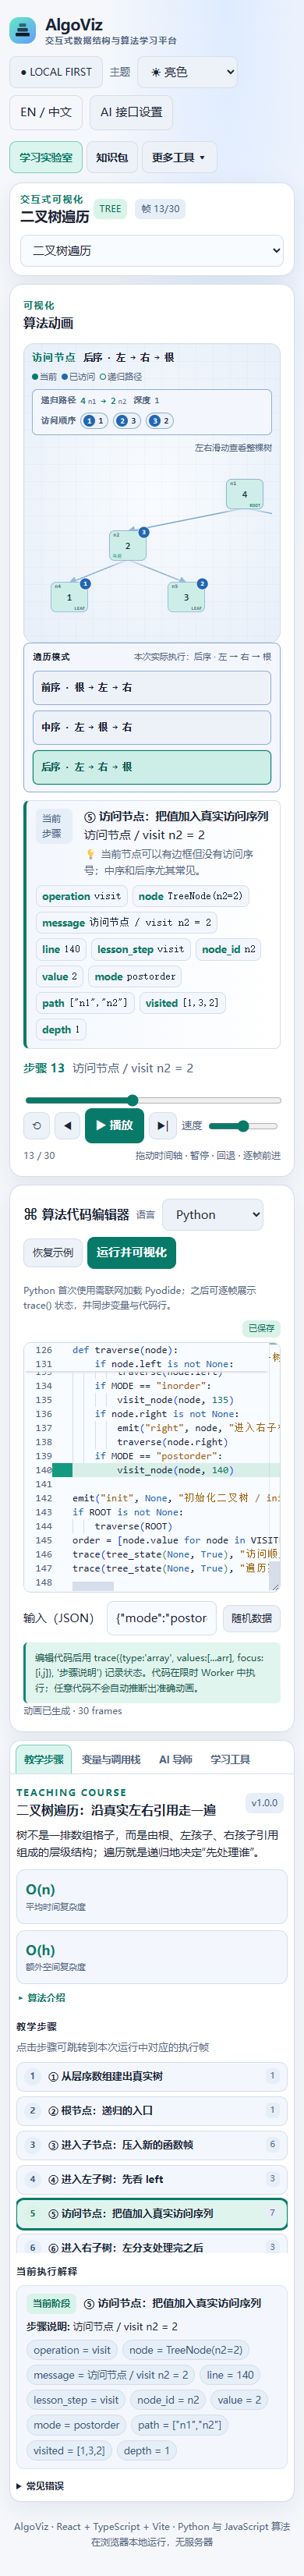 AlgoViz
交互式数据结构与算法学习平台
● LOCAL FIRST 主题 ☀ 亮色
EN / 中文 AI 接口设置
学习实验室 知识包 更多工具 ▾
交互式可视化
二叉树遍历 TREE 帧 13/30
二叉树遍历
可视化
算法动画
访问节点 后序 · 左 → 右 → 根
当前 已访问 递归路径
递归路径 4 n1 → 2 n2 深度 1
访问顺序 1 1 2 3 3 2
左右滑动查看整棵树
n1
4
ROOT
n2 3
2
n4 1
1
LEAF
n5 2
3
LEAF
遍历模式 本次实际执行: 后序 · 左 → 右 → 根
前序 · 根 → 左 → 右
中序 · 左 → 根 → 右
后序 · 左 → 右 → 根
当前步骤
⑤ 访问节点：把值加入真实访问序列
访问节点 / visit n2 = 2
💡 当前节点可以有边框但没有访问序号；中序和后序尤其常见。
operation visit node TreeNode(n2=2)
message 访问节点 / visit n2 = 2
line 140 lesson_step visit node_id n2
value 2 mode postorder
path ["n1","n2"] visited [1,3,2]
depth 1
步骤 13 访问节点 / visit n2 = 2
⟲ ◀ ▶ 播放 ▶| 速度
13 / 30 拖动时间轴 · 暂停 · 回退 · 逐帧前进
⌘ 算法代码编辑器 语言 Python
恢复示例 运行并可视化
Python 首次使用需联网加载 Pyodide；之后可逐帧展示 trace() 状态，并同步变量与代码行。
已保存
126 def traverse(node):
131 if node.left is not None:
134 if MODE == "inorder":
135 visit_node(node, 135)
136 if node.right is not None:
137 emit("right", node, "进入右子
138 traverse(node.right)
139 if MODE == "postorder":
140 visit_node(node, 140)
141
142 emit("init", None, "初始化二叉树 / in
143 if ROOT is not None:
144 traverse(ROOT)
145 order = [node.value for node in VISIT
146 trace(tree_state(None, True), "访问顺
147 trace(tree_state(None, True), "遍历
148
输入（JSON） {"mode":"postor 随机数据
编辑代码后用 trace({type:'array', values:[...arr], focus:[i,j]}, '步骤说明') 记录状态。代码在限时 Worker 中执行；任意代码不会自动推断出准确动画。
动画已生成 · 30 frames
教学步骤 变量与调用栈 AI 导师 学习工具
TEACHING COURSE
二叉树遍历：沿真实左右引用走一遍 v1.0.0
树不是一排数组格子，而是由根、左孩子、右孩子引用组成的层级结构；遍历就是递归地决定“先处理谁”。
O(n)
平均时间复杂度
O(h)
额外空间复杂度
▸ 算法介绍
教学步骤
点击步骤可跳转到本次运行中对应的执行帧
1 ① 从层序数组建出真实树 1
2 ② 根节点：递归的入口 1
3 ③ 进入子节点：压入新的函数帧 6
4 ④ 进入左子树：先看 left 3
5 ⑤ 访问节点：把值加入真实访问序列 7
6 ⑥ 进入右子树：左分支处理完之后 3
当前执行解释
当前阶段 ⑤ 访问节点：把值加入真实访问序列
步骤说明: 访问节点 / visit n2 = 2
operation = visit node = TreeNode(n2=2)
message = 访问节点 / visit n2 = 2 line = 140
lesson_step = visit node_id = n2 value = 2
mode = postorder path = ["n1","n2"]
visited = [1,3,2] depth = 1
▶ 常见错误
AlgoViz · React + TypeScript + Vite · Python 与 JavaScript 算法在浏览器本地运行，无服务器